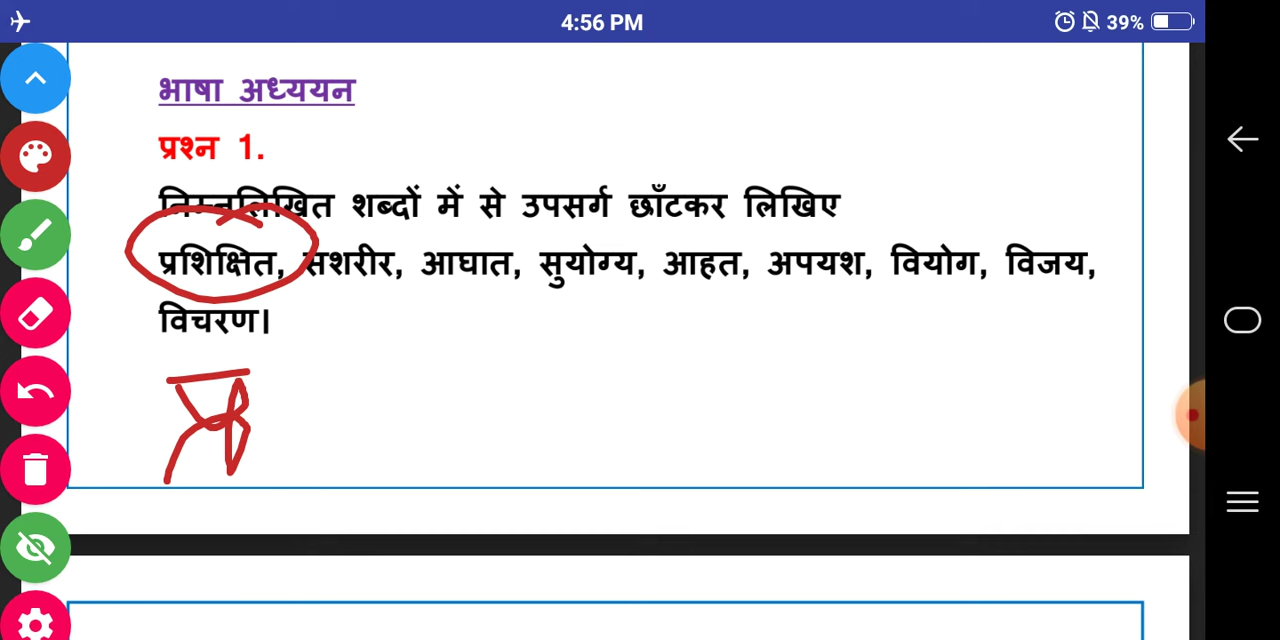 4:56 PM
39%
भाषा अध्ययन
प्रश्न 1.
निम्नलिखित शब्दों में से उपसर्ग छाँटकर लिखिए
प्रशिक्षित, सशरीर, आघात, सुयोग्य, आहत, अपयश, वियोग, विजय,
विचरण।
प्र